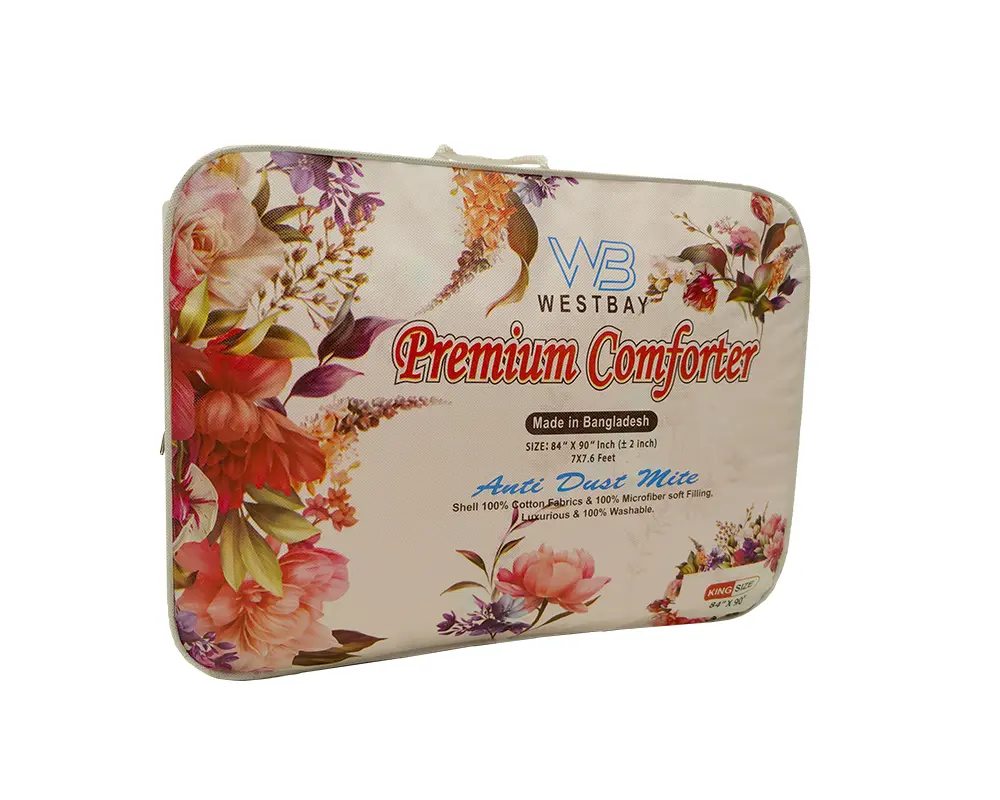 WB
WESTBAY
Premium Comforter
Made in Bangladesh
SIZE: 84" X 90" Inch (± 2 inch)
7X7.6 Feet
Anti Dust Mite
Shell 100% Cotton Fabrics & 100% Microfiber soft Filling,
Luxurious & 100% Washable.
KING SIZE
84" X 90"